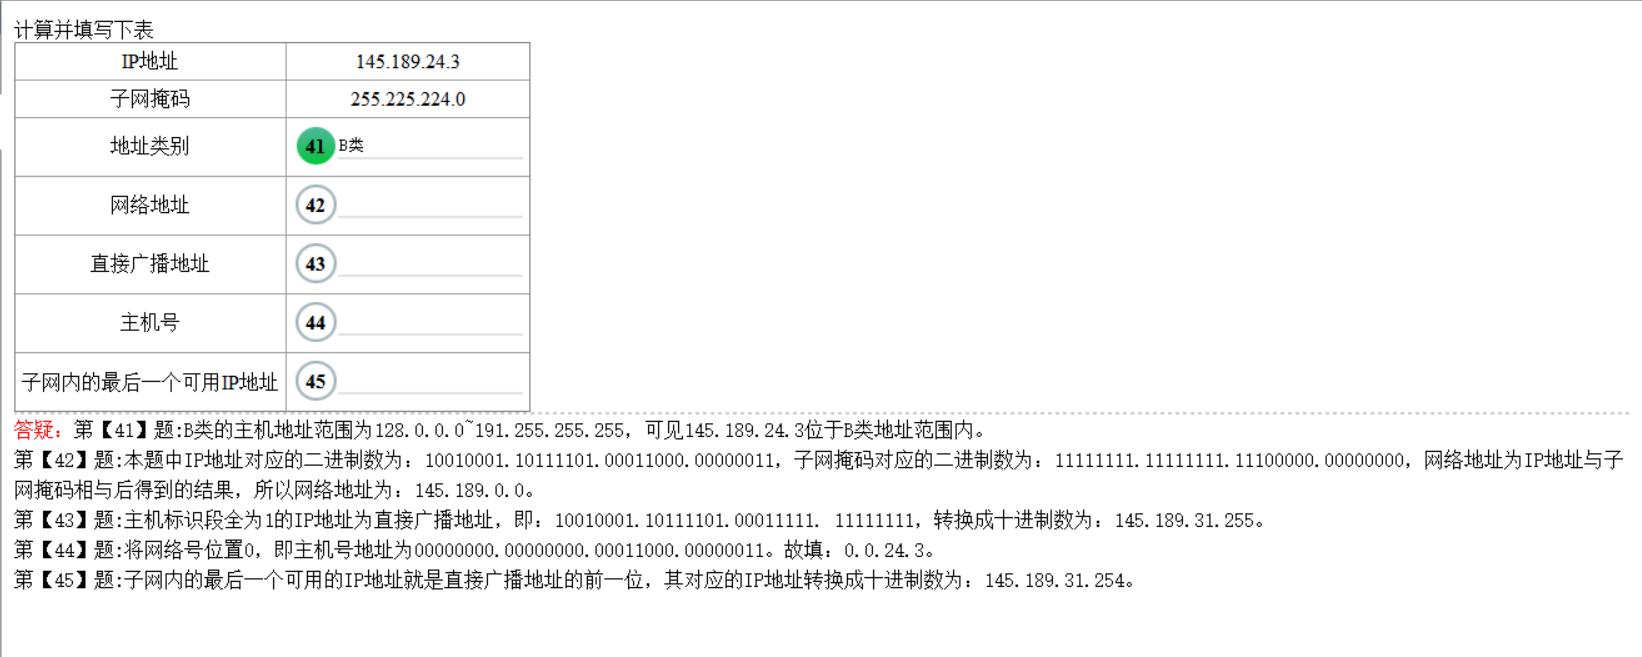 计算并填写下表
IP地址 145.189.24.3
子网掩码 255.225.224.0
地址类别 41 B类
网络地址 42
直接广播地址 43
主机号 44
子网内的最后一个可用IP地址 45
答疑：第【41】题:B类的主机地址范围为128.0.0.0~191.255.255.255，可见145.189.24.3位于B类地址范围内。
第【42】题:本题中IP地址对应的二进制数为：10010001.10111101.00011000.00000011，子网掩码对应的二进制数为：11111111.11111111.11100000.00000000，网络地址为IP地址与子
网掩码相与后得到的结果，所以网络地址为：145.189.0.0。
第【43】题:主机标识段全为1的IP地址为直接广播地址，即：10010001.10111101.00011111. 11111111，转换成十进制数为：145.189.31.255。
第【44】题:将网络号位置0，即主机号地址为00000000.00000000.00011000.00000011。故填：0.0.24.3。
第【45】题:子网内的最后一个可用的IP地址就是直接广播地址的前一位，其对应的IP地址转换成十进制数为：145.189.31.254。